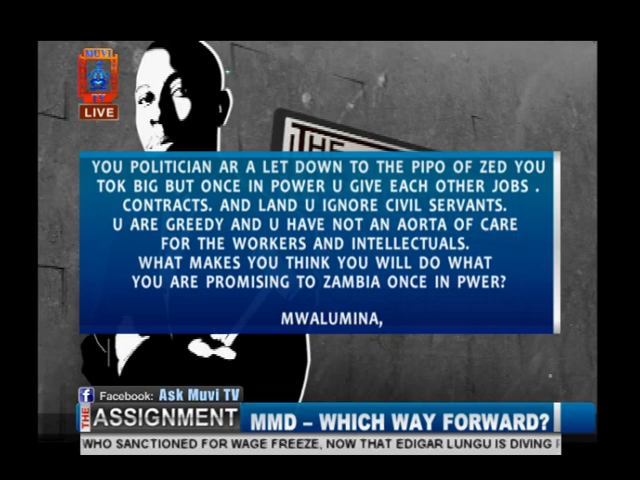 MUVI
TV
LIVE
THE
YOU POLITICIAN AR A LET DOWN TO THE PIPO OF ZED YOU
TOK BIG BUT ONCE IN POWER U GIVE EACH OTHER JOBS .
CONTRACTS. AND LAND U IGNORE CIVIL SERVANTS.
U ARE GREEDY AND U HAVE NOT AN AORTA OF CARE
FOR THE WORKERS AND INTELLECTUALS.
WHAT MAKES YOU THINK YOU WILL DO WHAT
YOU ARE PROMISING TO ZAMBIA ONCE IN PWER?
MWALUMINA,
f Facebook: Ask Muvi TV
THE ASSIGNMENT MMD – WHICH WAY FORWARD?
WHO SANCTIONED FOR WAGE FREEZE, NOW THAT EDIGAR LUNGU IS DIVING